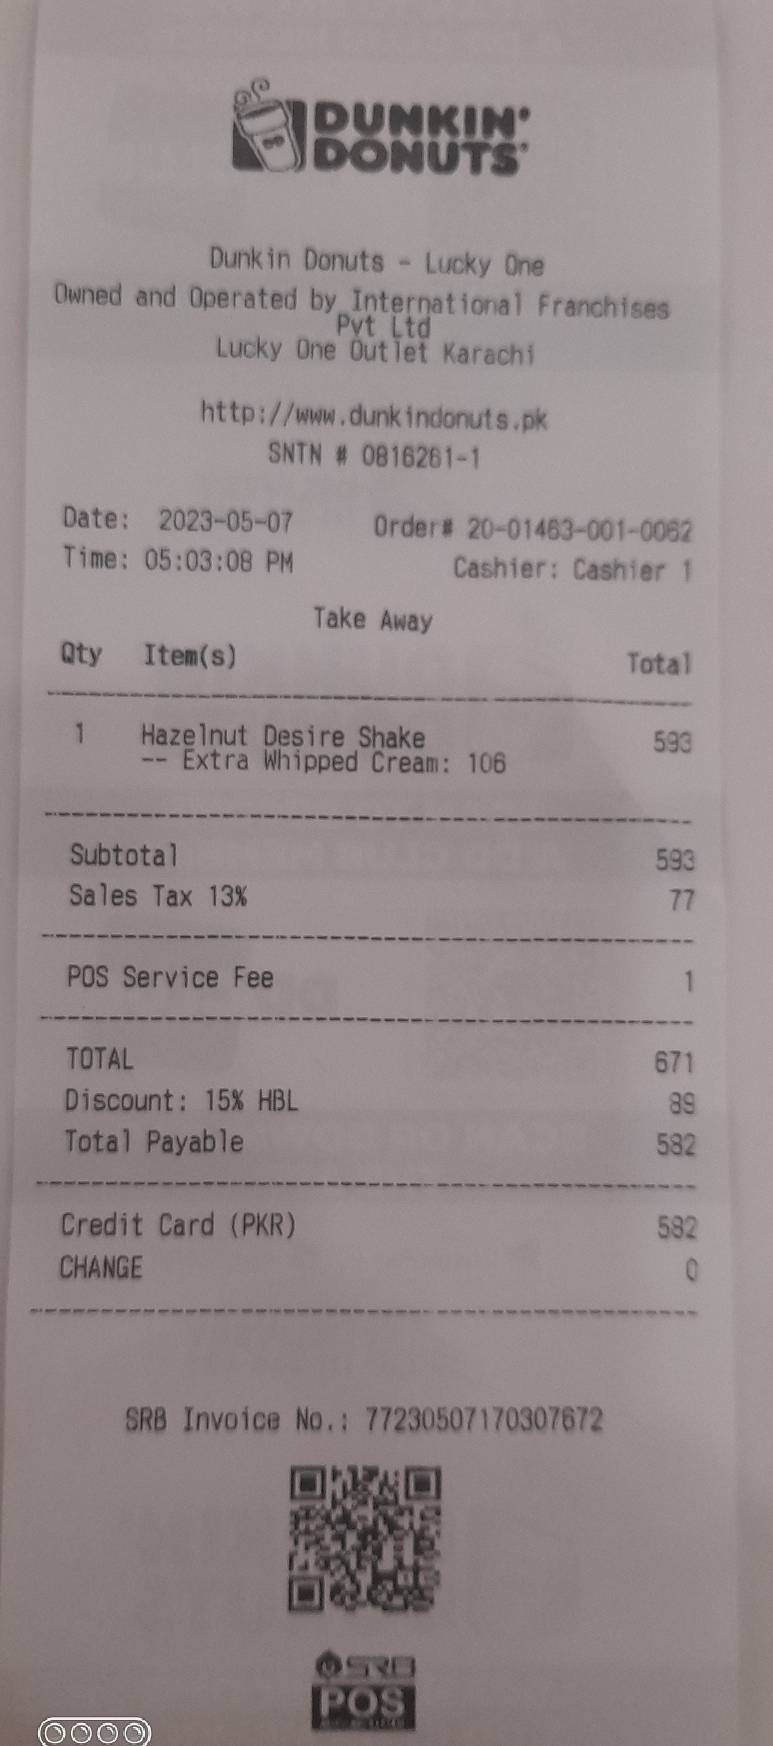 DUNKIN'
DONUTS
Dunkin Donuts - Lucky One
Owned and Operated by International Franchises
Pvt Ltd
Lucky One Outlet Karachi
http://www.dunkindonuts.pk
SNTN # 0816261-1
Date: 2023-05-07 Order# 20-01463-001-0062
Time: 05:03:08 PM Cashier: Cashier 1
Take Away
Qty Item(s) Total
1 Hazelnut Desire Shake 593
-- Extra Whipped Cream: 106
Subtotal 593
Sales Tax 13% 77
POS Service Fee 1
TOTAL 671
Discount: 15% HBL 89
Total Payable 582
Credit Card (PKR) 582
CHANGE 0
SRB Invoice No.: 77230507170307672
SRB
POS